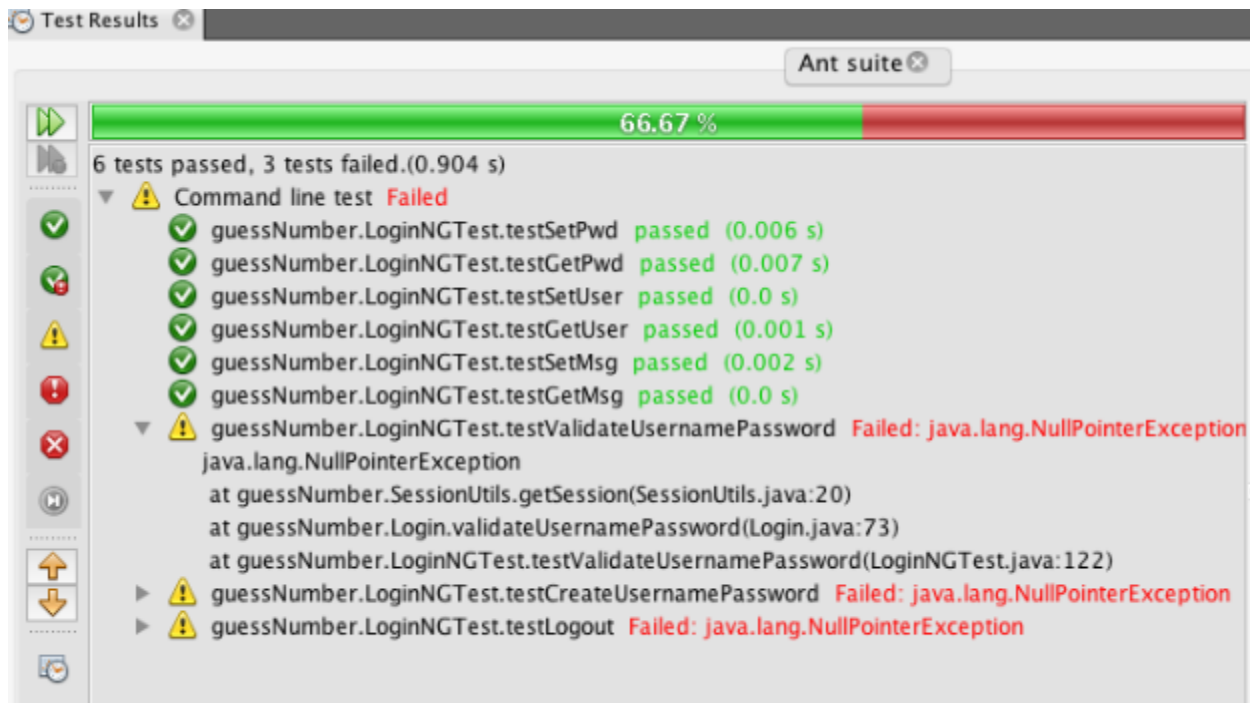 Test Results
Ant suite
66.67 %
6 tests passed, 3 tests failed.(0.904 s)
Command line test Failed
guessNumber.LoginNGTest.testSetPwd passed (0.006 s)
guessNumber.LoginNGTest.testGetPwd passed (0.007 s)
guessNumber.LoginNGTest.testSetUser passed (0.0 s)
guessNumber.LoginNGTest.testGetUser passed (0.001 s)
guessNumber.LoginNGTest.testSetMsg passed (0.002 s)
guessNumber.LoginNGTest.testGetMsg passed (0.0 s)
guessNumber.LoginNGTest.testValidateUsernamePassword Failed: java.lang.NullPointerException
java.lang.NullPointerException
at guessNumber.SessionUtils.getSession(SessionUtils.java:20)
at guessNumber.Login.validateUsernamePassword(Login.java:73)
at guessNumber.LoginNGTest.testValidateUsernamePassword(LoginNGTest.java:122)
guessNumber.LoginNGTest.testCreateUsernamePassword Failed: java.lang.NullPointerException
guessNumber.LoginNGTest.testLogout Failed: java.lang.NullPointerException